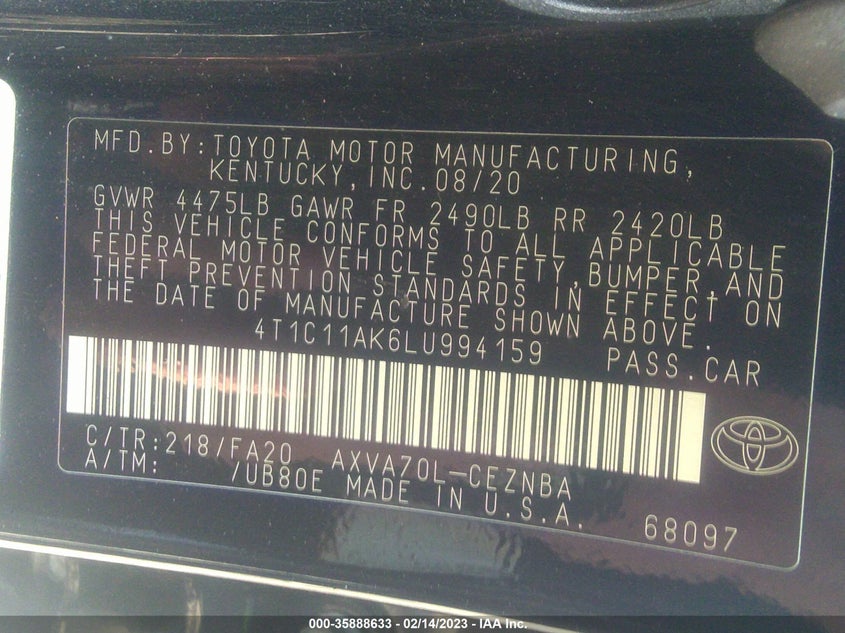 MFD.BY:TOYOTA MOTOR MANUFACTURING,
KENTUCKY,INC.08/20
GVWR 4475LB GAWR FR 2490LB RR 2420LB
THIS VEHICLE CONFORMS TO ALL APPLICABLE
FEDERAL MOTOR VEHICLE SAFETY,BUMPER,AND
THEFT PREVENTION STANDARDS IN EFFECT ON
THE DATE OF MANUFACTURE SHOWN ABOVE.
4T1C11AK6LU994159 PASS.CAR
C/TR:218/FA20 AXVA70L-CEZNBA
A/TM: /UB80E MADE IN U.S.A.
68097
000-35888633 - 02/14/2023 - IAA Inc.